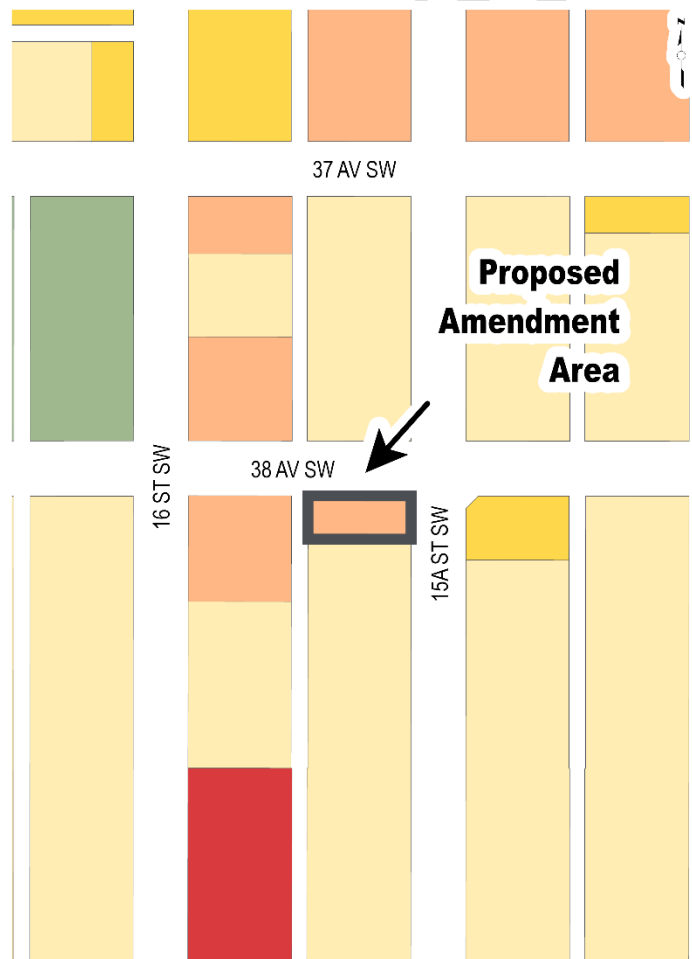 N
37 AV SW
Proposed
Amendment
Area
38 AV SW
16 ST SW
15A ST SW